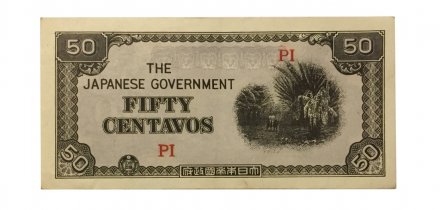 50
50
PI
THE
JAPANESE GOVERNMENT
FIFTY
CENTAVOS
PI
50
50
大日本帝國政府